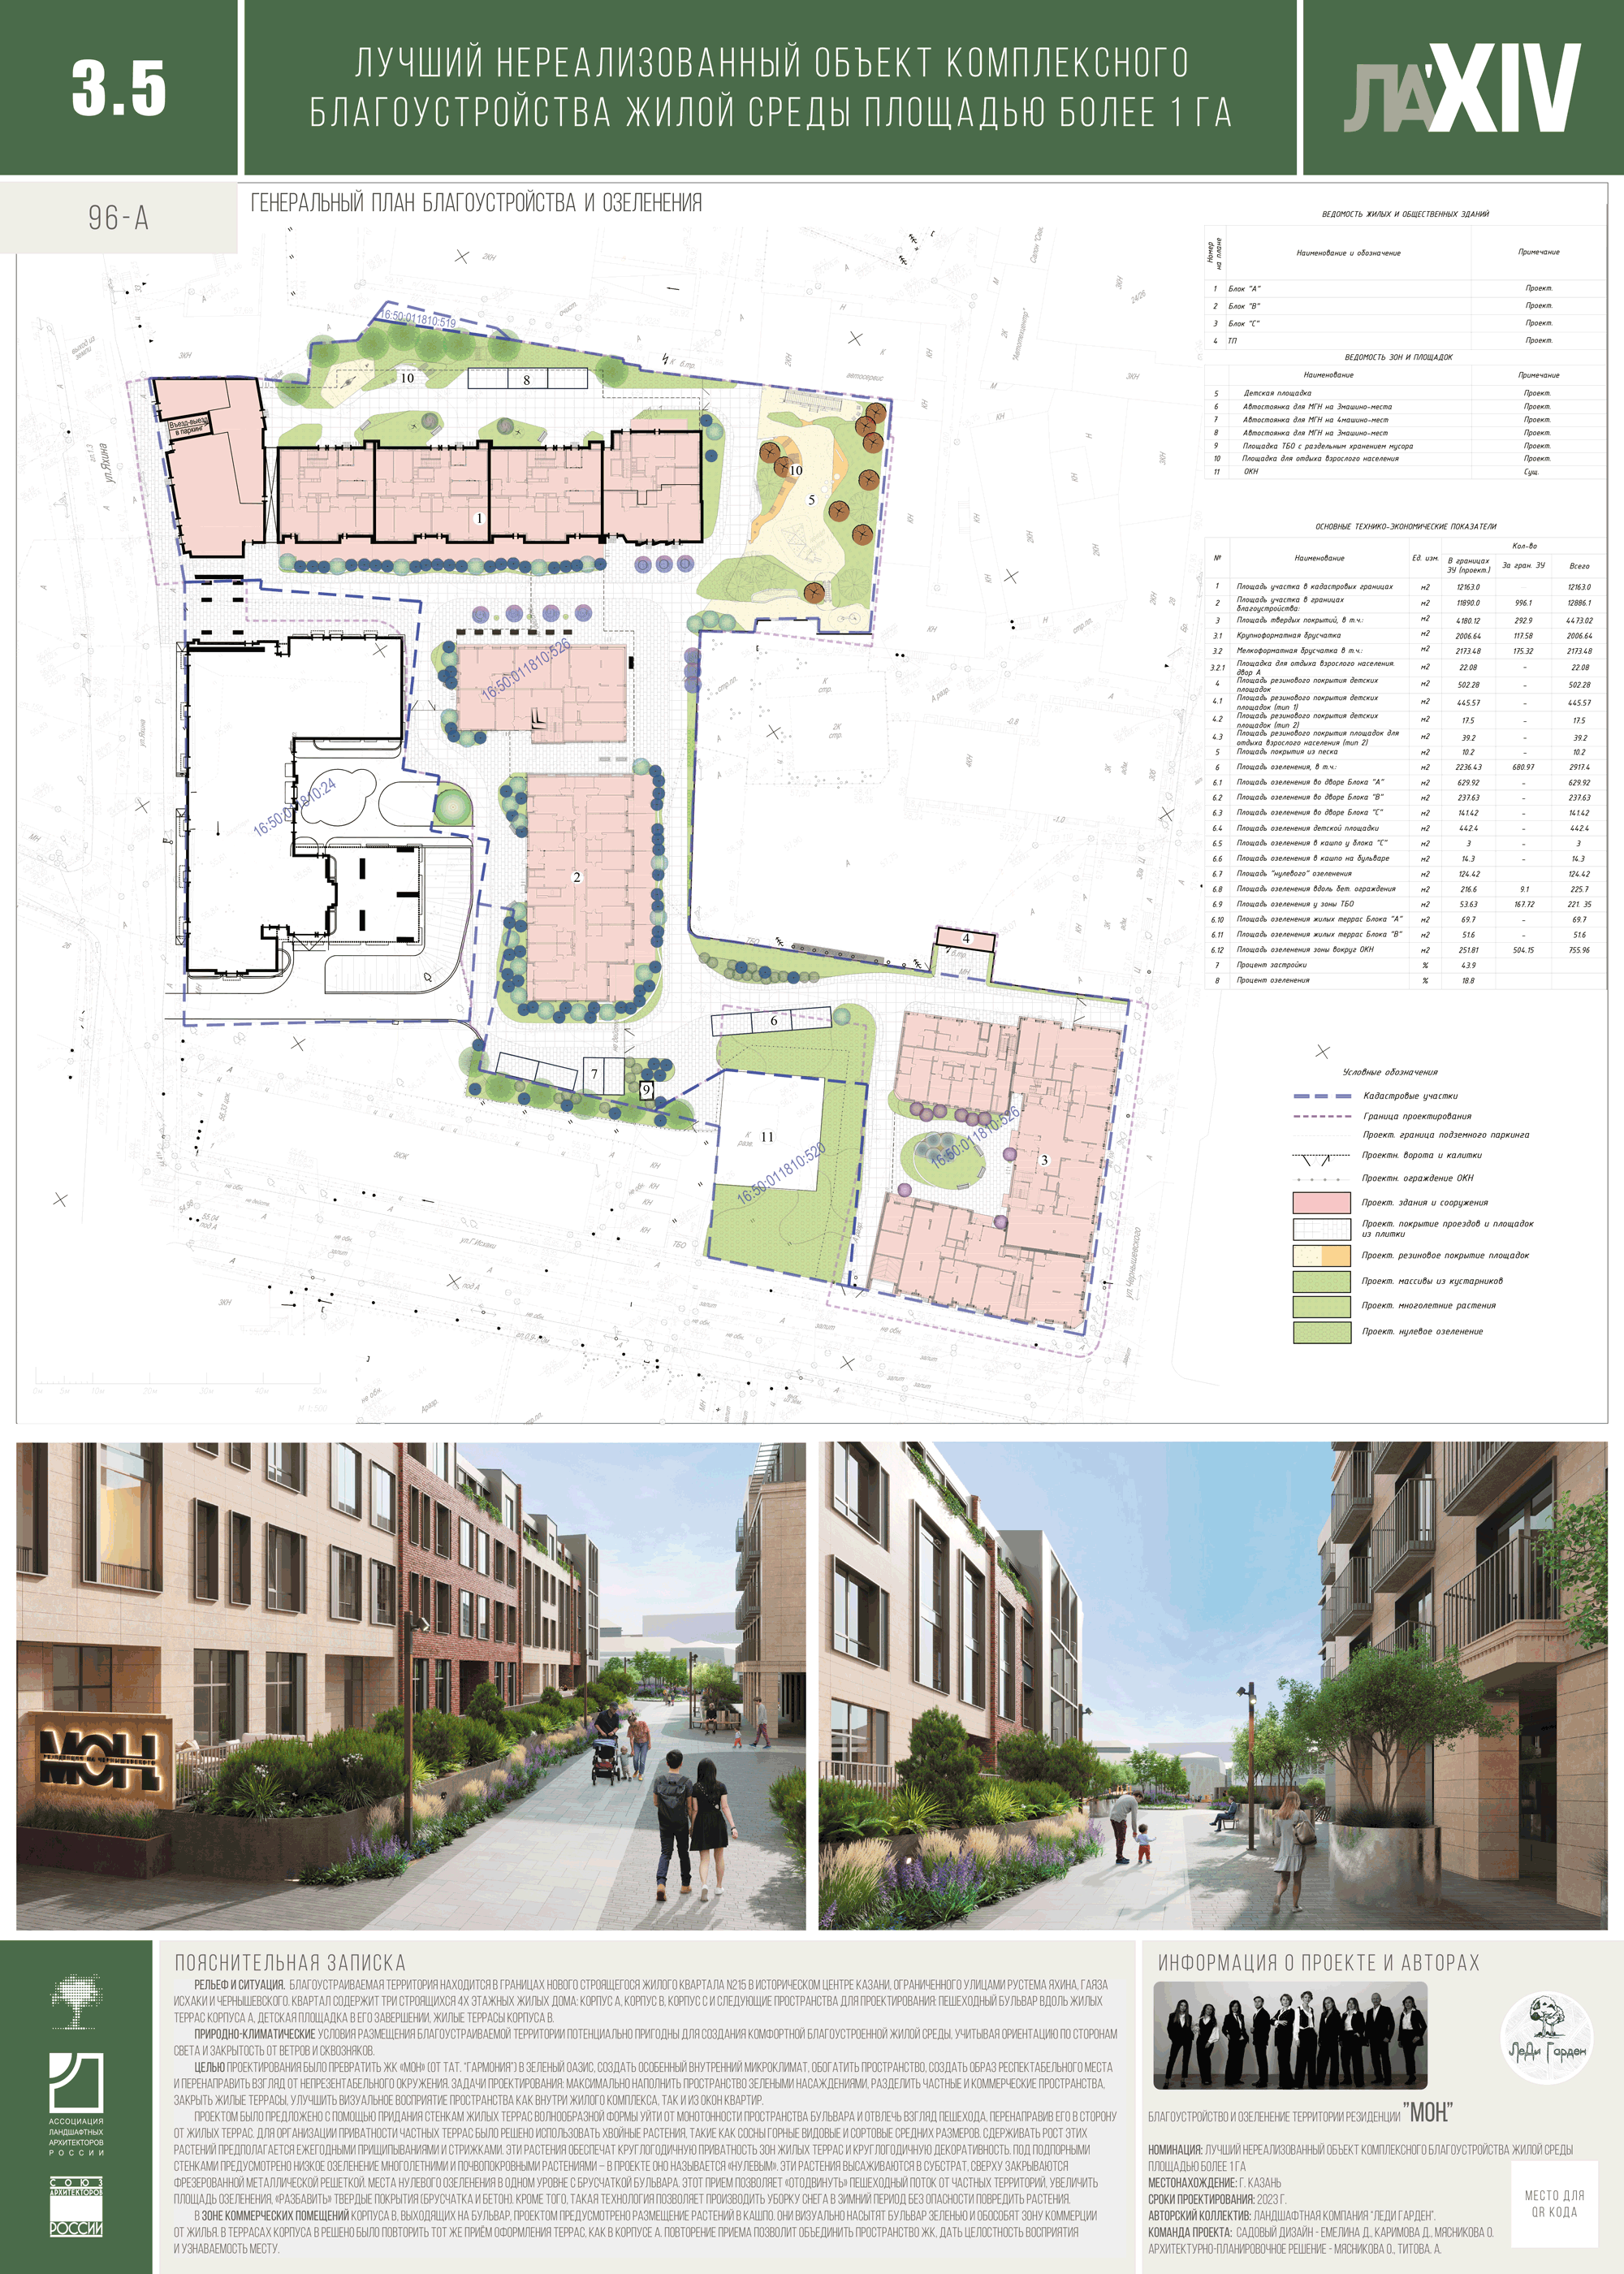 3.5
ЛУЧШИЙ НЕРЕАЛИЗОВАННЫЙ ОБЪЕКТ КОМПЛЕКСНОГО
БЛАГОУСТРОЙСТВА ЖИЛОЙ СРЕДЫ ПЛОЩАДЬЮ БОЛЕЕ 1 ГА
ЛА'XIV
96-А
ГЕНЕРАЛЬНЫЙ ПЛАН БЛАГОУСТРОЙСТВА И ОЗЕЛЕНЕНИЯ
16:50:011810:519
10
8
Въезд-выезд
в паркинг
ул.Яхина
1
10
5
16:50:011810:526
16:50:011810:24
2
4
6
7
9
11
16:50:011810:520
16:50:011810:526
3
ул.Чернышевского
ВЕДОМОСТЬ ЖИЛЫХ И ОБЩЕСТВЕННЫХ ЗДАНИЙ
Номер на плане Наименование и обозначение Примечание
1 Блок "А" Проект.
2 Блок "В" Проект.
3 Блок "С" Проект.
4 ТП Проект.
ВЕДОМОСТЬ ЗОН И ПЛОЩАДОК
Наименование Примечание
5 Детская площадка Проект.
6 Автостоянка для МГН на 3машино-места Проект.
7 Автостоянка для МГН на 4машино-мест Проект.
8 Автостоянка для МГН на 3машино-мест Проект.
9 Площадка ТБО с раздельным хранением мусора Проект.
10 Площадка для отдыха взрослого населения Проект.
11 ОКН Сущ.
ОСНОВНЫЕ ТЕХНИКО-ЭКОНОМИЧЕСКИЕ ПОКАЗАТЕЛИ
№ Наименование Ед. изм. Кол-во
В границах ЗУ (проект.) За гран. ЗУ Всего
1 Площадь участка в кадастровых границах м2 12163.0 12163.0
2 Площадь участка в границах благоустройства: м2 11890.0 996.1 12886.1
3 Площадь твердых покрытий, в т.ч.: м2 4180.12 292.9 4473.02
3.1 Крупноформатная брусчатка м2 2006.64 117.58 2006.64
3.2 Мелкоформатная брусчатка в т.ч.: м2 2173.48 175.32 2173.48
3.2.1 Площадка для отдыха взрослого населения. двор А м2 22.08 - 22.08
4 Площадь резинового покрытия детских площадок м2 502.28 - 502.28
4.1 Площадь резинового покрытия детских площадок (тип 1) м2 445.57 - 445.57
4.2 Площадь резинового покрытия детских площадок (тип 2) м2 17.5 - 17.5
4.3 Площадь резинового покрытия площадок для отдыха взрослого населения (тип 2) м2 39.2 - 39.2
5 Площадь покрытия из песка м2 10.2 - 10.2
6 Площадь озеленения, в т.ч.: м2 2236.43 680.97 2917.4
6.1 Площадь озеленения во дворе Блока "А" м2 629.92 - 629.92
6.2 Площадь озеленения во дворе Блока "В" м2 237.63 - 237.63
6.3 Площадь озеленения во дворе Блока "С" м2 141.42 - 141.42
6.4 Площадь озеленения детской площадки м2 442.4 - 442.4
6.5 Площадь озеленения в кашпо у блока "С" м2 3 - 3
6.6 Площадь озеленения в кашпо на бульваре м2 14.3 - 14.3
6.7 Площадь "нулевого" озеленения м2 124.42 124.42
6.8 Площадь озеленения вдоль бет. ограждения м2 216.6 9.1 225.7
6.9 Площадь озеленения у зоны ТБО м2 53.63 167.72 221. 35
6.10 Площадь озеленения жилых террас Блока "А" м2 69.7 - 69.7
6.11 Площадь озеленения жилых террас Блока "В" м2 51.6 - 51.6
6.12 Площадь озеленения зоны вокруг ОКН м2 251.81 504.15 755.96
7 Процент застройки % 43.9
8 Процент озеленения % 18.8
Условные обозначения
Кадастровые участки
Граница проектирования
Проект. граница подземного паркинга
Проектн. ворота и калитки
Проектн. ограждение ОКН
Проект. здания и сооружения
Проект. покрытие проездов и площадок
из плитки
Проект. резиновое покрытие площадок
Проект. массивы из кустарников
Проект. многолетние растения
Проект. нулевое озеленение
МОН
РЕЗИДЕНЦИЯ НА ЧЕРНЫШЕВСКОГО
АССОЦИАЦИЯ
ЛАНДШАФТНЫХ
АРХИТЕКТОРОВ
РОССИИ
СОЮЗ
АРХИТЕКТОРОВ
РОССИИ
ПОЯСНИТЕЛЬНАЯ ЗАПИСКА
РЕЛЬЕФ И СИТУАЦИЯ. БЛАГОУСТРАИВАЕМАЯ ТЕРРИТОРИЯ НАХОДИТСЯ В ГРАНИЦАХ НОВОГО СТРОЯЩЕГОСЯ ЖИЛОГО КВАРТАЛА N215 В ИСТОРИЧЕСКОМ ЦЕНТРЕ КАЗАНИ, ОГРАНИЧЕННОГО УЛИЦАМИ РУСТЕМА ЯХИНА, ГАЯЗА
ИСХАКИ И ЧЕРНЫШЕВСКОГО. КВАРТАЛ СОДЕРЖИТ ТРИ СТРОЯЩИХСЯ 4Х ЭТАЖНЫХ ЖИЛЫХ ДОМА: КОРПУС А, КОРПУС В, КОРПУС С И СЛЕДУЮЩИЕ ПРОСТРАНСТВА ДЛЯ ПРОЕКТИРОВАНИЯ: ПЕШЕХОДНЫЙ БУЛЬВАР ВДОЛЬ ЖИЛЫХ
ТЕРРАС КОРПУСА А, ДЕТСКАЯ ПЛОЩАДКА В ЕГО ЗАВЕРШЕНИИ, ЖИЛЫЕ ТЕРРАСЫ КОРПУСА В.
ПРИРОДНО-КЛИМАТИЧЕСКИЕ УСЛОВИЯ РАЗМЕЩЕНИЯ БЛАГОУСТРАИВАЕМОЙ ТЕРРИТОРИИ ПОТЕНЦИАЛЬНО ПРИГОДНЫ ДЛЯ СОЗДАНИЯ КОМФОРТНОЙ БЛАГОУСТРОЕННОЙ ЖИЛОЙ СРЕДЫ, УЧИТЫВАЯ ОРИЕНТАЦИЮ ПО СТОРОНАМ
СВЕТА И ЗАКРЫТОСТЬ ОТ ВЕТРОВ И СКВОЗНЯКОВ.
ЦЕЛЬЮ ПРОЕКТИРОВАНИЯ БЫЛО ПРЕВРАТИТЬ ЖК «МОН» (ОТ ТАТ. "ГАРМОНИЯ") В ЗЕЛЕНЫЙ ОАЗИС, СОЗДАТЬ ОСОБЕННЫЙ ВНУТРЕННИЙ МИКРОКЛИМАТ, ОБОГАТИТЬ ПРОСТРАНСТВО, СОЗДАТЬ ОБРАЗ РЕСПЕКТАБЕЛЬНОГО МЕСТА
И ПЕРЕНАПРАВИТЬ ВЗГЛЯД ОТ НЕПРЕЗЕНТАБЕЛЬНОГО ОКРУЖЕНИЯ. ЗАДАЧИ ПРОЕКТИРОВАНИЯ: МАКСИМАЛЬНО НАПОЛНИТЬ ПРОСТРАНСТВО ЗЕЛЕНЫМИ НАСАЖДЕНИЯМИ, РАЗДЕЛИТЬ ЧАСТНЫЕ И КОММЕРЧЕСКИЕ ПРОСТРАНСТВА,
ЗАКРЫТЬ ЖИЛЫЕ ТЕРРАСЫ, УЛУЧШИТЬ ВИЗУАЛЬНОЕ ВОСПРИЯТИЕ ПРОСТРАНСТВА КАК ВНУТРИ ЖИЛОГО КОМПЛЕКСА, ТАК И ИЗ ОКОН КВАРТИР.
ПРОЕКТОМ БЫЛО ПРЕДЛОЖЕНО С ПОМОЩЬЮ ПРИДАНИЯ СТЕНКАМ ЖИЛЫХ ТЕРРАС ВОЛНООБРАЗНОЙ ФОРМЫ УЙТИ ОТ МОНОТОННОСТИ ПРОСТРАНСТВА БУЛЬВАРА И ОТВЛЕЧЬ ВЗГЛЯД ПЕШЕХОДА, ПЕРЕНАПРАВИВ ЕГО В СТОРОНУ
ОТ ЖИЛЫХ ТЕРРАС. ДЛЯ ОРГАНИЗАЦИИ ПРИВАТНОСТИ ЧАСТНЫХ ТЕРРАС БЫЛО РЕШЕНО ИСПОЛЬЗОВАТЬ ХВОЙНЫЕ РАСТЕНИЯ, ТАКИЕ КАК СОСНЫ ГОРНЫЕ ВИДОВЫЕ И СОРТОВЫЕ СРЕДНИХ РАЗМЕРОВ. СДЕРЖИВАТЬ РОСТ ЭТИХ
РАСТЕНИЙ ПРЕДПОЛАГАЕТСЯ ЕЖЕГОДНЫМИ ПРИЩИПЫВАНИЯМИ И СТРИЖКАМИ. ЭТИ РАСТЕНИЯ ОБЕСПЕЧАТ КРУГЛОГОДИЧНУЮ ПРИВАТНОСТЬ ЗОН ЖИЛЫХ ТЕРРАС И КРУГЛОГОДИЧНУЮ ДЕКОРАТИВНОСТЬ. ПОД ПОДПОРНЫМИ
СТЕНКАМИ ПРЕДУСМОТРЕНО НИЗКОЕ ОЗЕЛЕНЕНИЕ МНОГОЛЕТНИМИ И ПОЧВОПОКРОВНЫМИ РАСТЕНИЯМИ – В ПРОЕКТЕ ОНО НАЗЫВАЕТСЯ «НУЛЕВЫМ». ЭТИ РАСТЕНИЯ ВЫСАЖИВАЮТСЯ В СУБСТРАТ, СВЕРХУ ЗАКРЫВАЮТСЯ
ФРЕЗЕРОВАННОЙ МЕТАЛЛИЧЕСКОЙ РЕШЕТКОЙ. МЕСТА НУЛЕВОГО ОЗЕЛЕНЕНИЯ В ОДНОМ УРОВНЕ С БРУСЧАТКОЙ БУЛЬВАРА. ЭТОТ ПРИЕМ ПОЗВОЛЯЕТ «ОТОДВИНУТЬ» ПЕШЕХОДНЫЙ ПОТОК ОТ ЧАСТНЫХ ТЕРРИТОРИЙ, УВЕЛИЧИТЬ
ПЛОЩАДЬ ОЗЕЛЕНЕНИЯ, «РАЗБАВИТЬ» ТВЕРДЫЕ ПОКРЫТИЯ (БРУСЧАТКА И БЕТОН). КРОМЕ ТОГО, ТАКАЯ ТЕХНОЛОГИЯ ПОЗВОЛЯЕТ ПРОИЗВОДИТЬ УБОРКУ СНЕГА В ЗИМНИЙ ПЕРИОД БЕЗ ОПАСНОСТИ ПОВРЕДИТЬ РАСТЕНИЯ.
В ЗОНЕ КОММЕРЧЕСКИХ ПОМЕЩЕНИЙ КОРПУСА В, ВЫХОДЯЩИХ НА БУЛЬВАР, ПРОЕКТОМ ПРЕДУСМОТРЕНО РАЗМЕЩЕНИЕ РАСТЕНИЙ В КАШПО. ОНИ ВИЗУАЛЬНО НАСЫТЯТ БУЛЬВАР ЗЕЛЕНЬЮ И ОБОСОБЯТ ЗОНУ КОММЕРЦИИ
ОТ ЖИЛЬЯ. В ТЕРРАСАХ КОРПУСА В РЕШЕНО БЫЛО ПОВТОРИТЬ ТОТ ЖЕ ПРИЁМ ОФОРМЛЕНИЯ ТЕРРАС, КАК В КОРПУСЕ А. ПОВТОРЕНИЕ ПРИЕМА ПОЗВОЛИТ ОБЪЕДИНИТЬ ПРОСТРАНСТВО ЖК, ДАТЬ ЦЕЛОСТНОСТЬ ВОСПРИЯТИЯ
И УЗНАВАЕМОСТЬ МЕСТУ.
ИНФОРМАЦИЯ О ПРОЕКТЕ И АВТОРАХ
ЛеДи Гарден
БЛАГОУСТРОЙСТВО И ОЗЕЛЕНЕНИЕ ТЕРРИТОРИИ РЕЗИДЕНЦИИ "МОН"
НОМИНАЦИЯ: ЛУЧШИЙ НЕРЕАЛИЗОВАННЫЙ ОБЪЕКТ КОМПЛЕКСНОГО БЛАГОУСТРОЙСТВА ЖИЛОЙ СРЕДЫ
ПЛОЩАДЬЮ БОЛЕЕ 1 ГА
МЕСТОНАХОЖДЕНИЕ: Г. КАЗАНЬ
СРОКИ ПРОЕКТИРОВАНИЯ: 2023 Г.
АВТОРСКИЙ КОЛЛЕКТИВ: ЛАНДШАФТНАЯ КОМПАНИЯ "ЛЕДИ ГАРДЕН".
КОМАНДА ПРОЕКТА: САДОВЫЙ ДИЗАЙН - ЕМЕЛИНА Д., КАРИМОВА Д., МЯСНИКОВА О.
АРХИТЕКТУРНО-ПЛАНИРОВОЧНОЕ РЕШЕНИЕ - МЯСНИКОВА О., ТИТОВА. А.
МЕСТО ДЛЯ
QR КОДА